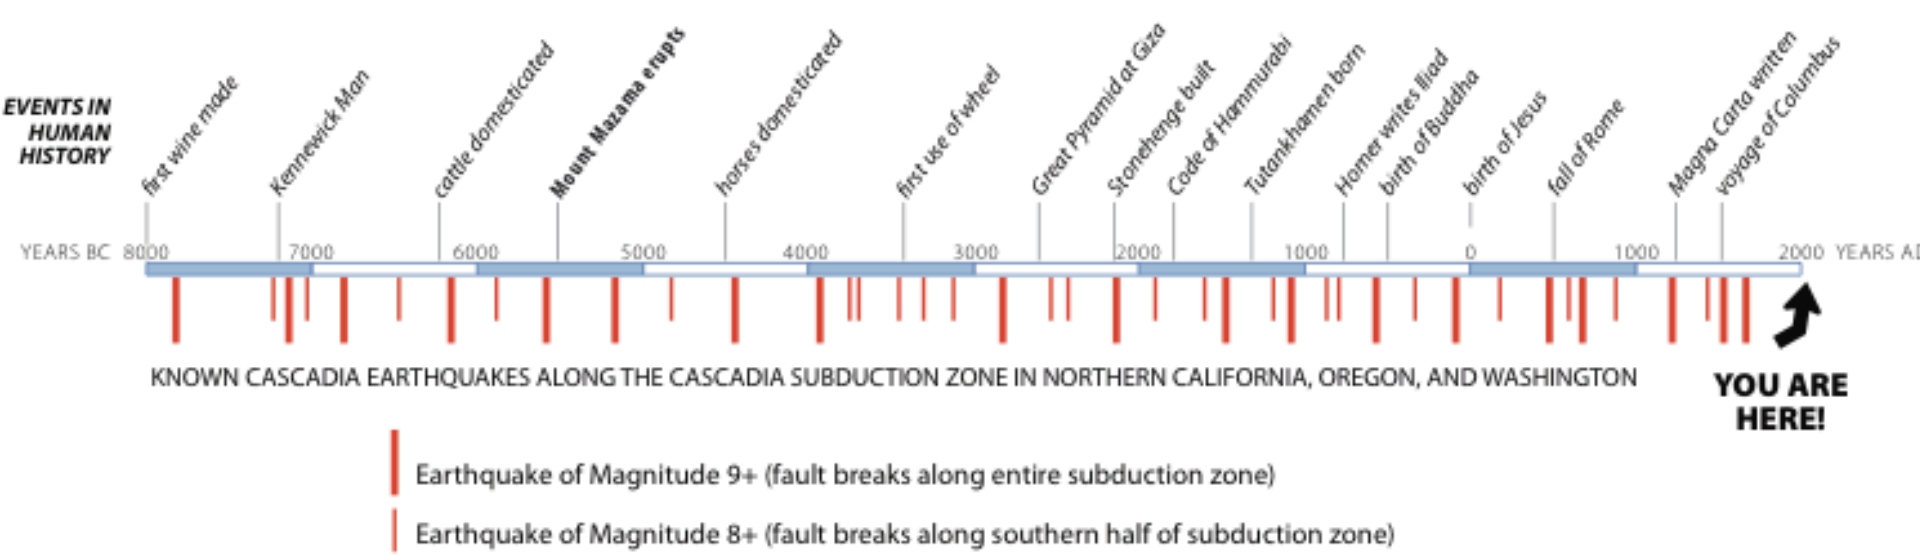 EVENTS IN
HUMAN
HISTORY
first wine made
Kennewick Man
cattle domesticated
Mount Mazama erupts
horses domesticated
first use of wheel
Great Pyramid at Giza
Stonehenge built
Code of Hammurabi
Tutankhamen born
Homer writes Iliad
birth of Buddha
birth of Jesus
fall of Rome
Magna Carta written
voyage of Columbus
YEARS BC 8000 7000 6000 5000 4000 3000 2000 1000 0 1000 2000 YEARS AD
KNOWN CASCADIA EARTHQUAKES ALONG THE CASCADIA SUBDUCTION ZONE IN NORTHERN CALIFORNIA, OREGON, AND WASHINGTON
YOU ARE
HERE!
Earthquake of Magnitude 9+ (fault breaks along entire subduction zone)
Earthquake of Magnitude 8+ (fault breaks along southern half of subduction zone)